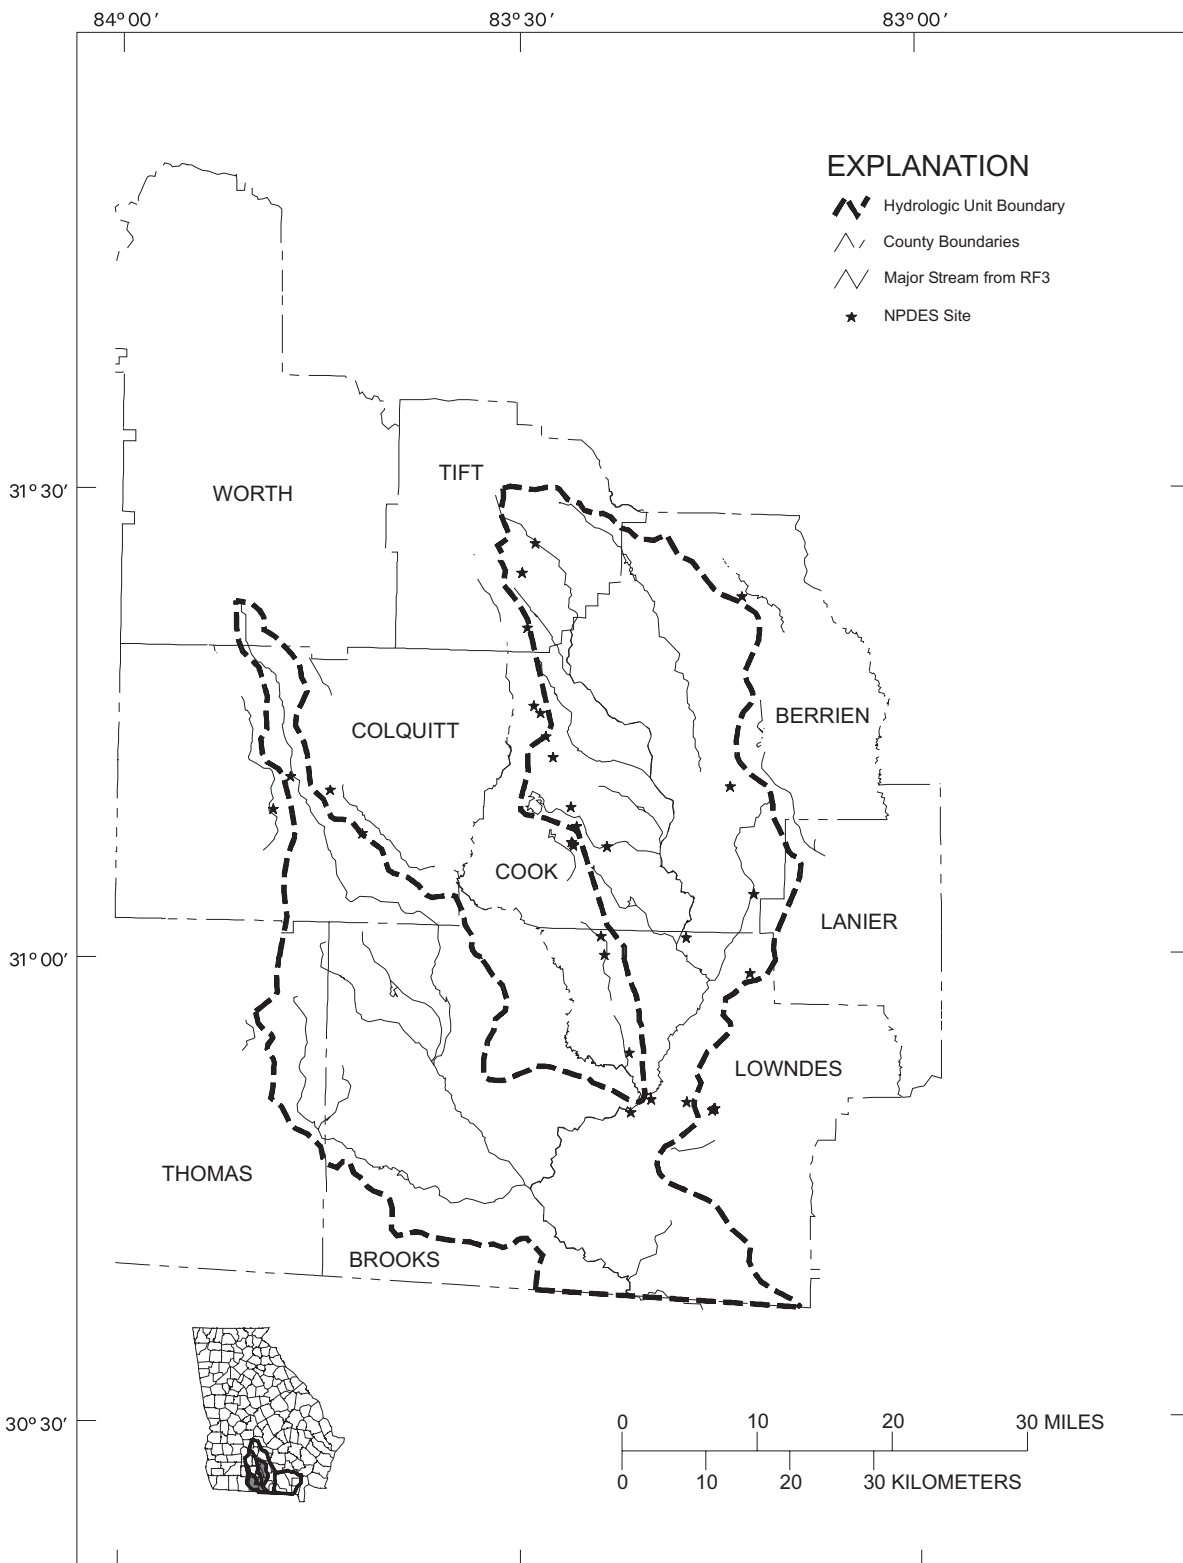 84°00′
83°30′
83°00′
EXPLANATION
Hydrologic Unit Boundary
County Boundaries
Major Stream from RF3
NPDES Site
31°30′
TIFT
WORTH
BERRIEN
COLQUITT
COOK
LANIER
31°00′
LOWNDES
THOMAS
BROOKS
30°30′
0 10 20 30 MILES
0 10 20 30 KILOMETERS